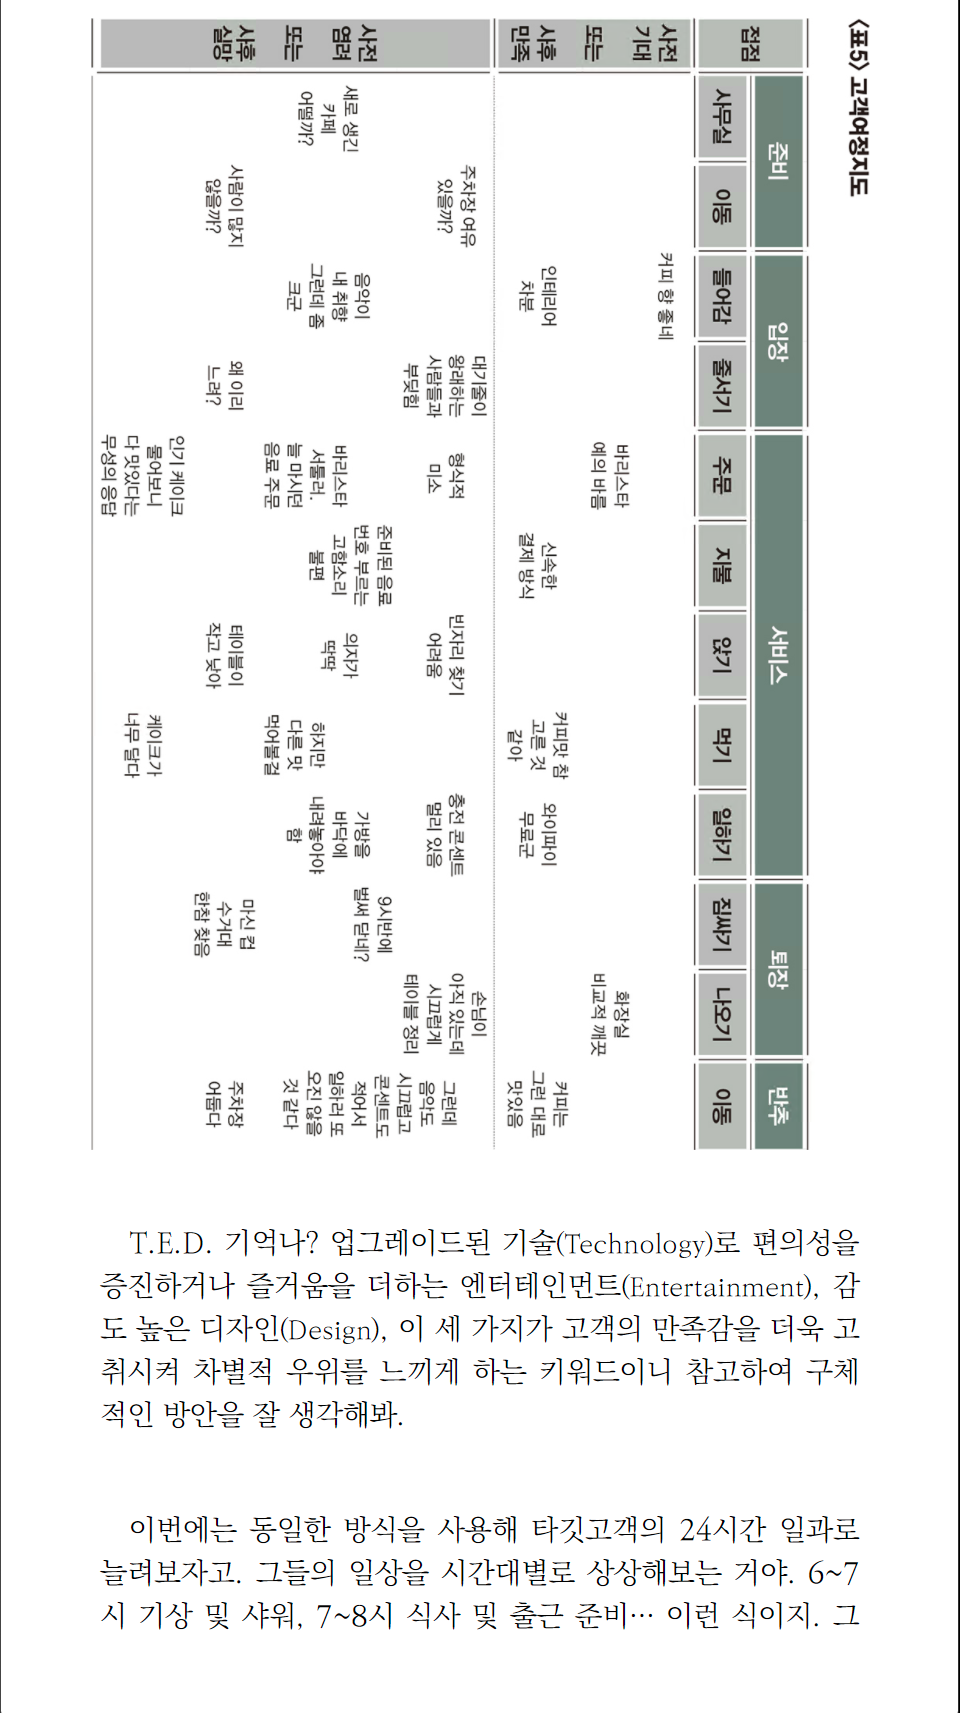 〈표5〉 고객여정지도
접점
준비
입장
서비스
퇴장
반추
사무실
이동
들어감
줄서기
주문
지불
앉기
먹기
일하기
짐싸기
나오기
이동
사전
기대
또는
사후
만족
커피 향 좋네
인테리어
차분
바리스타
예의 바름
신속한
결제 방식
커피맛 참
고른 것
같아
와이파이
무료군
화장실
비교적 깨끗
커피는
그런 대로
맛있음
사전
염려
또는
사후
실망
새로 생긴
카페
어떨까?
주차장 여유
있을까?
사람이 많지
않을까?
음악이
내 취향
그런데 좀
크군
대기줄이
왕래하는
사람들과
부딪힘
왜 이리
느려?
형식적
미소
바리스타
서툴러.
늘 마시던
음료 주문
인기 케이크
물어보니
다 맛있다는
무성의 응답
준비된 음료
번호 부르는
고함소리
불편
빈자리 찾기
어려움
의자가
딱딱
테이블이
작고 낮아
하지만
다른 맛
먹어볼걸
케이크가
너무 달다
충전 콘센트
멀리 있음
가방을
바닥에
내려놓아야
함
9시반에
벌써 닫네?
마신 컵
수거대
한참 찾음
손님이
아직 있는데
시끄럽게
테이블 정리
그런데
음악도
시끄럽고
콘센트도
적어서
일하러 또
오진 않을
것 같다
주차장
어둡다
T.E.D. 기억나? 업그레이드된 기술(Technology)로 편의성을
증진하거나 즐거움을 더하는 엔터테인먼트(Entertainment), 감
도 높은 디자인(Design), 이 세 가지가 고객의 만족감을 더욱 고
취시켜 차별적 우위를 느끼게 하는 키워드이니 참고하여 구체
적인 방안을 잘 생각해봐.
이번에는 동일한 방식을 사용해 타깃고객의 24시간 일과로
늘려보자고. 그들의 일상을 시간대별로 상상해보는 거야. 6~7
시 기상 및 샤워, 7~8시 식사 및 출근 준비… 이런 식이지. 그